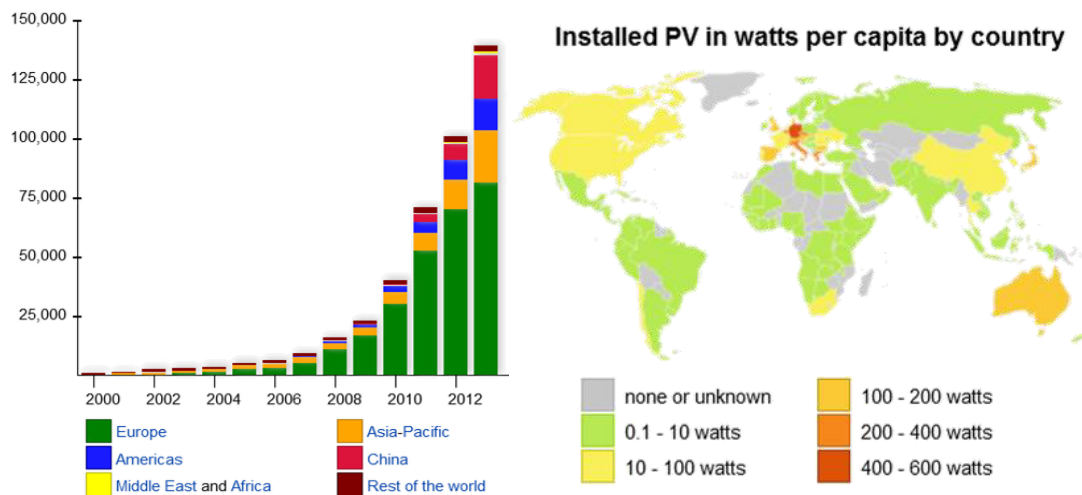 150,000
125,000
100,000
75,000
50,000
25,000
2000 2002 2004 2006 2008 2010 2012
Europe Asia-Pacific
Americas China
Middle East and Africa Rest of the world
Installed PV in watts per capita by country
none or unknown 100 - 200 watts
0.1 - 10 watts 200 - 400 watts
10 - 100 watts 400 - 600 watts